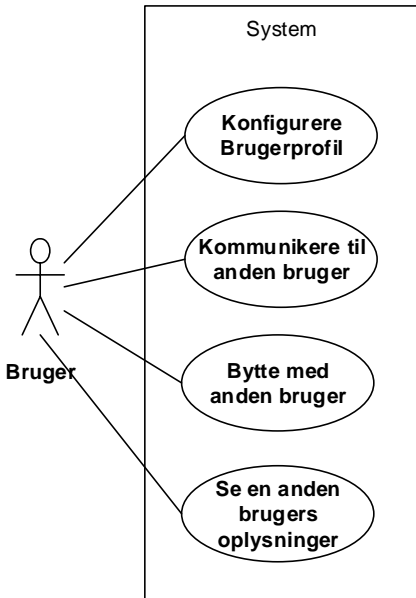 System
Konfigurere
Brugerprofil
Kommunikere til
anden bruger
Bruger
Bytte med
anden bruger
Se en anden
brugers
oplysninger